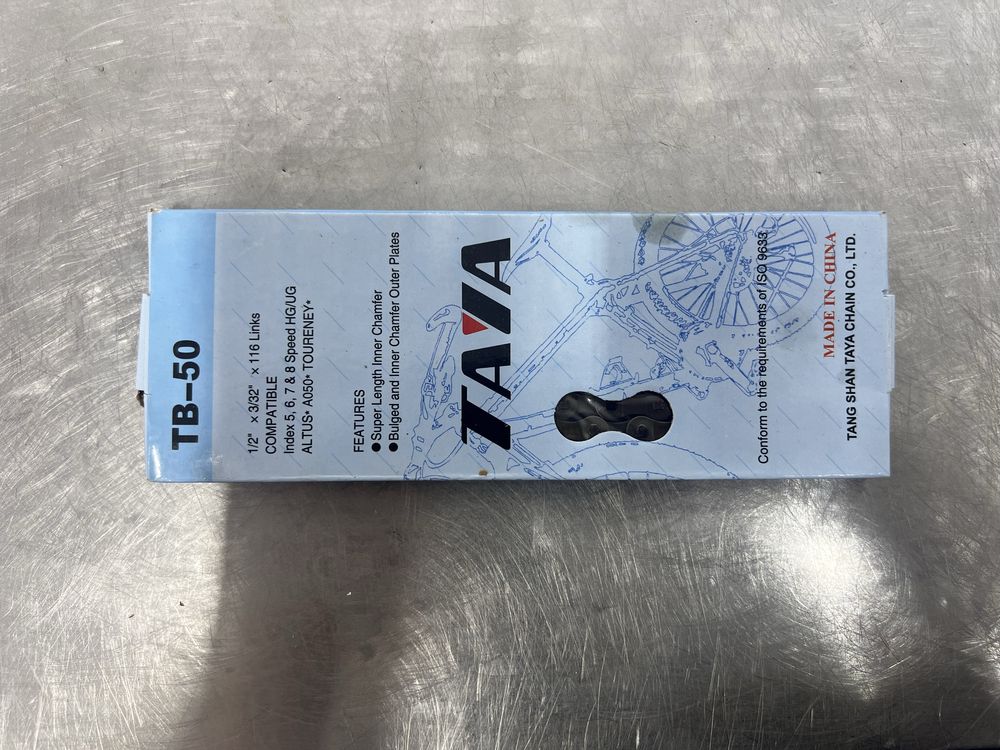 TB-50
1/2" x 3/32" x 116 Links
COMPATIBLE
Index 5, 6, 7 & 8 Speed HG/UG
ALTUS* A050* TOURENEY*
FEATURES
● Super Length Inner Chamfer
● Bulged and Inner Chamfer Outer Plates
TAYA
Conform to the requirements of ISO 9633
MADE IN CHINA
TANG SHAN TAYA CHAIN CO., LTD.